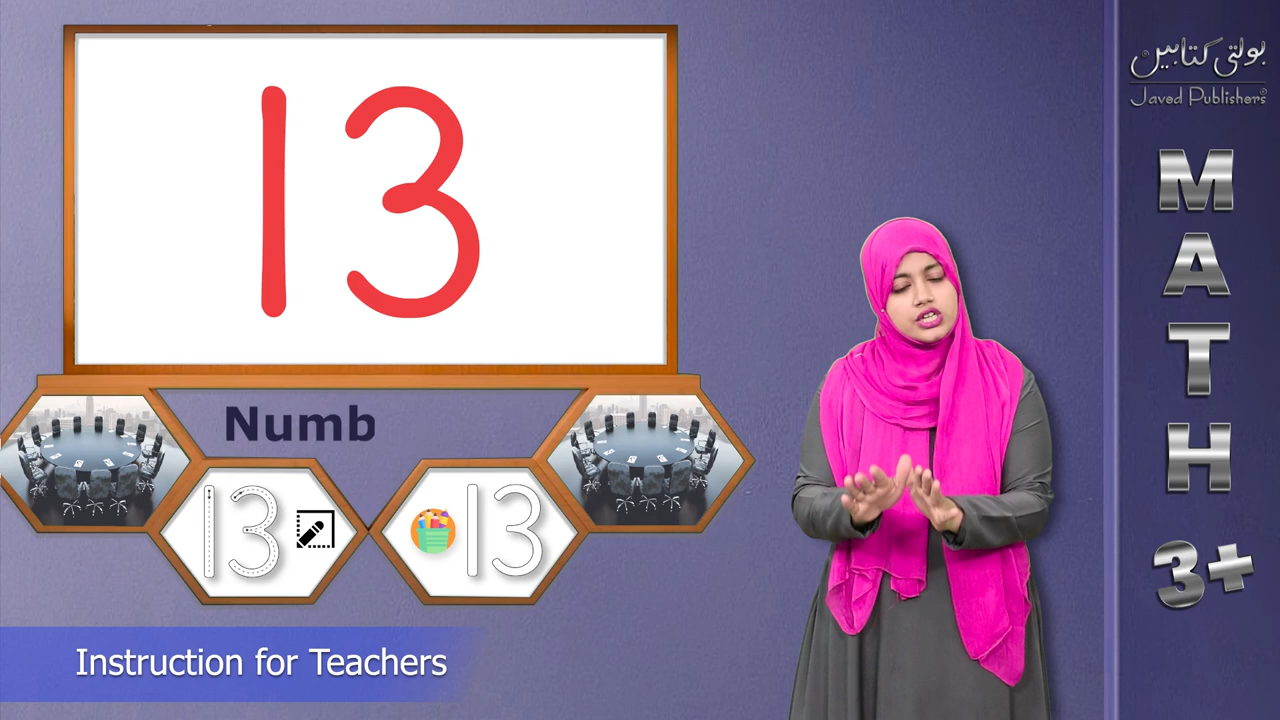 13
Numb
13
13
Instruction for Teachers
بولتی کتابیں
Javed Publishers
MATH
3+